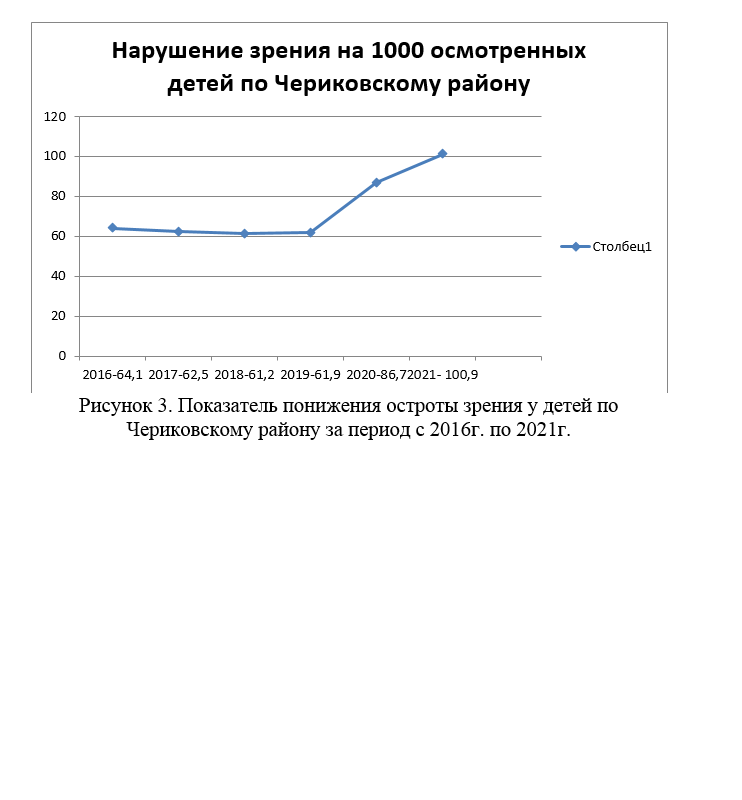 Нарушение зрения на 1000 осмотренных
детей по Чериковскому району
120
100
80
60
40
20
0
2016-64,1 2017-62,5 2018-61,2 2019-61,9 2020-86,7 2021- 100,9
Столбец1
Рисунок 3. Показатель понижения остроты зрения у детей по
Чериковскому району за период с 2016г. по 2021г.